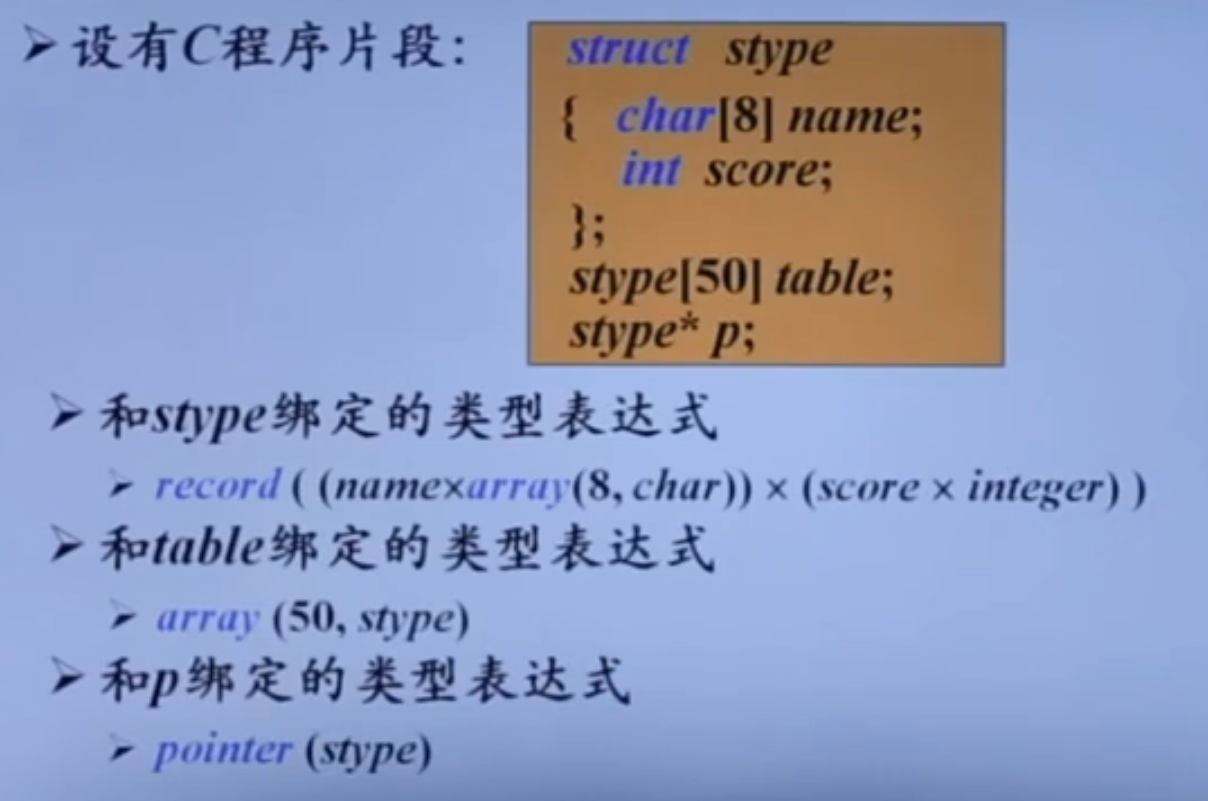 ➢设有C程序片段:
struct stype
{ char[8] name;
int score;
};
stype[50] table;
stype* p;
➢和stype绑定的类型表达式
➢ record ( (name×array(8, char)) × (score × integer) )
➢和table绑定的类型表达式
➢ array (50, stype)
➢和p绑定的类型表达式
➢ pointer (stype)